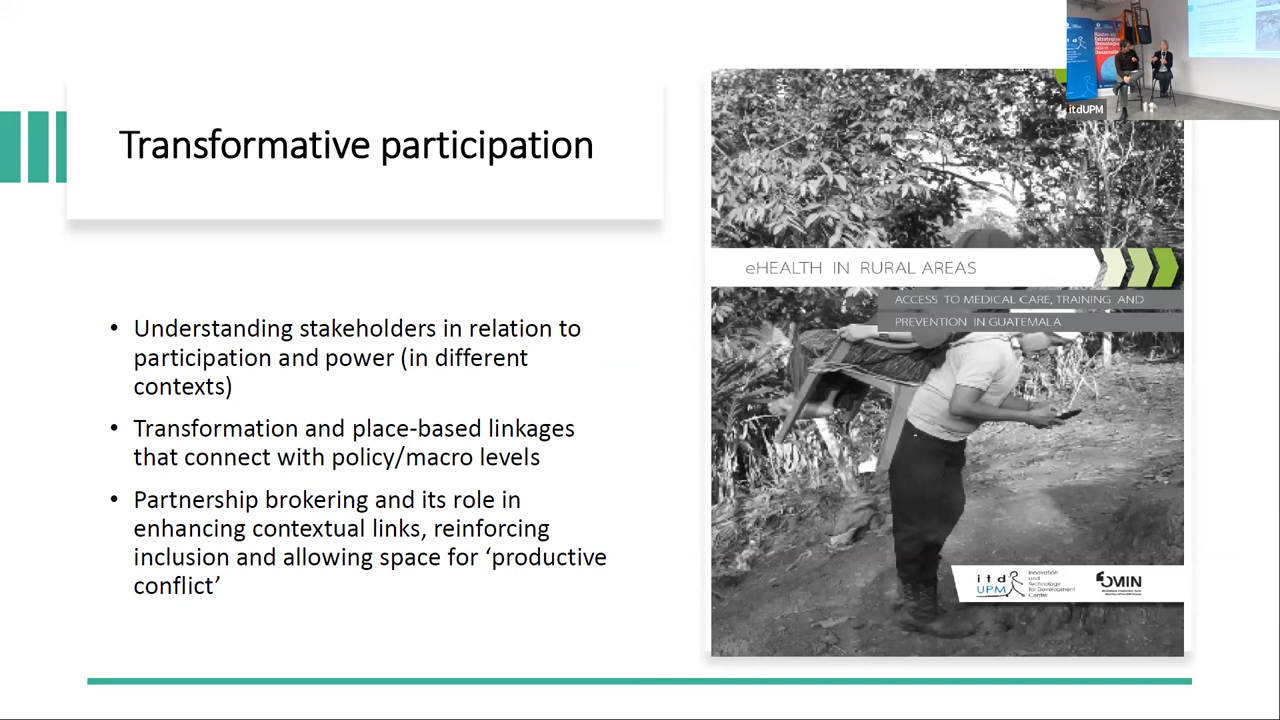 Transformative participation
• Understanding stakeholders in relation to
participation and power (in different
contexts)
• Transformation and place-based linkages
that connect with policy/macro levels
• Partnership brokering and its role in
enhancing contextual links, reinforcing
inclusion and allowing space for ‘productive
conflict’
eHEALTH IN RURAL AREAS
ACCESS TO MEDICAL CARE, TRAINING AND
PREVENTION IN GUATEMALA
itd
UPM
Innovation
and
Technology
for Development
Centre
itdUPM